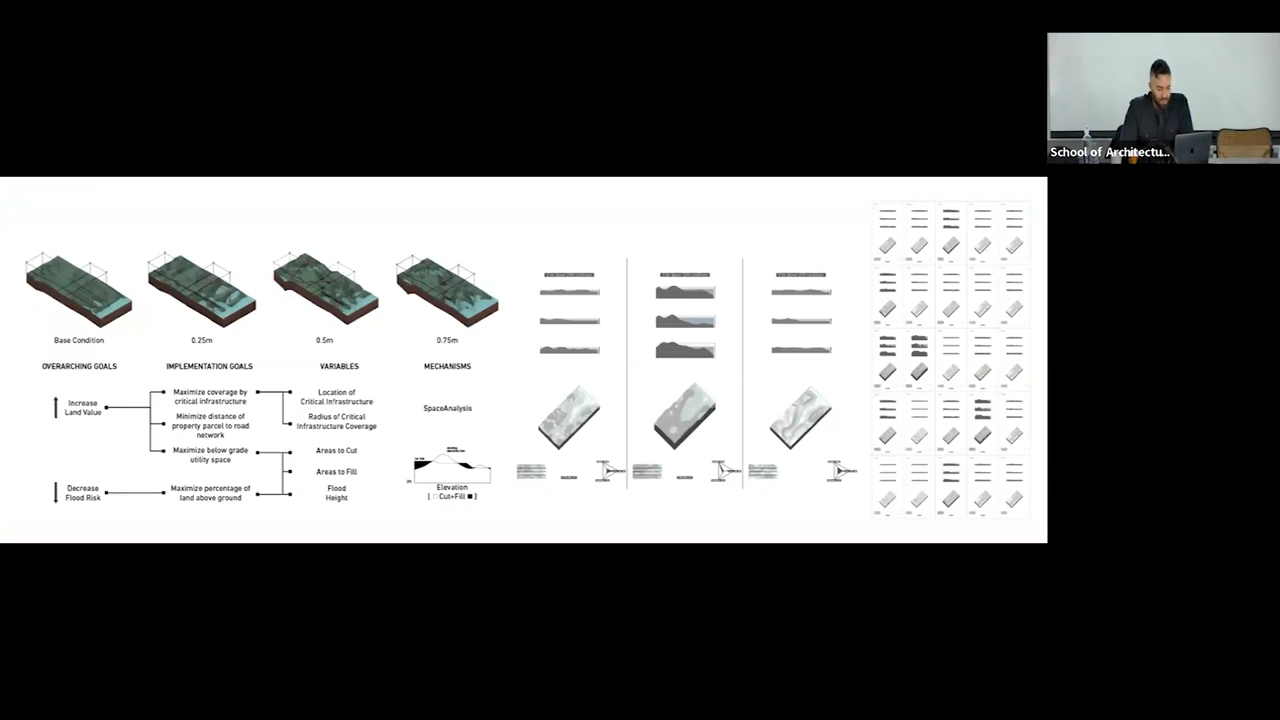 School of Architectu...
Base Condition
0.25m
0.5m
0.75m
OVERARCHING GOALS
IMPLEMENTATION GOALS
VARIABLES
MECHANISMS
Increase
Land Value
Maximize coverage by
critical infrastructure
Minimize distance of
property parcel to road
network
Maximize below grade
utility space
Location of
Critical Infrastructure
Radius of Critical
Infrastructure Coverage
Areas to Cut
Areas to Fill
SpaceAnalysis
Decrease
Flood Risk
Maximize percentage of
land above ground
Flood
Height
Elevation
[ □ Cut+Fill ■ ]